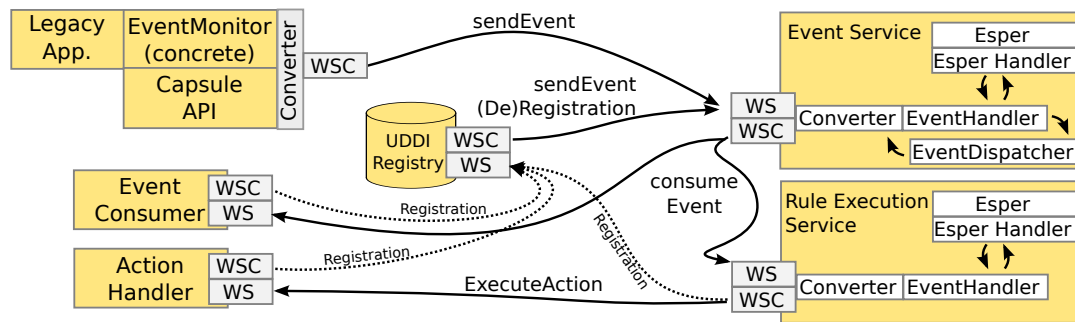 Legacy
App.
EventMonitor
(concrete)
Capsule
API
Converter
WSC
sendEvent
sendEvent
(De)Registration
UDDI
Registry
WSC
WS
Event
Consumer
WSC
WS
Registration
Action
Handler
WSC
WS
Registration
ExecuteAction
Registration
consume
Event
Event Service
Esper
Esper Handler
WS
WSC
Converter
EventHandler
EventDispatcher
Rule Execution
Service
Esper
Esper Handler
WS
WSC
Converter
EventHandler